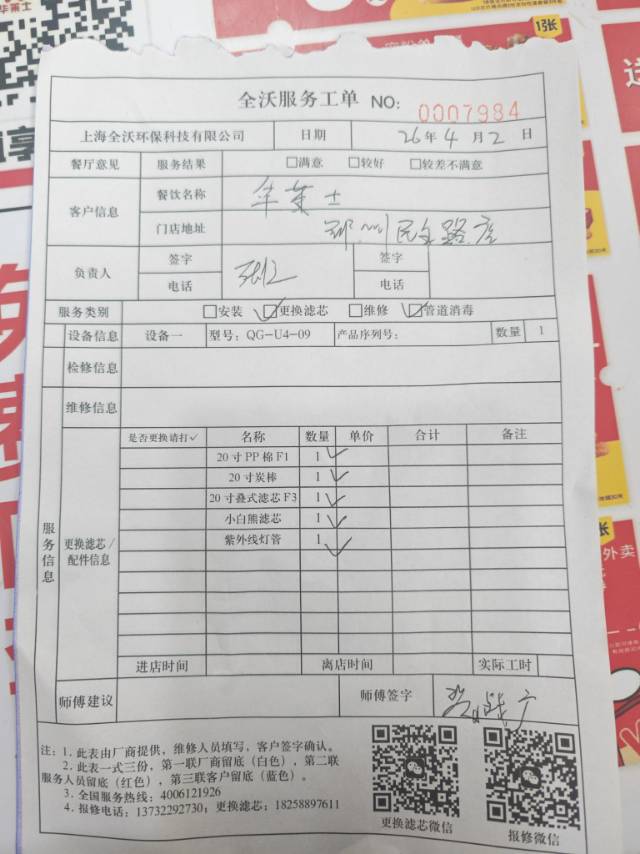 华莱士
1张
全沃服务工单 NO: 0007984
上海全沃环保科技有限公司 日期 26年4月2日
餐厅意见 服务结果 □满意 □较好 □较差不满意
客户信息 餐饮名称 华莱士
门店地址 郑州民主路店
负责人 签字 签字
电话 电话
服务类别 □安装 ☑更换滤芯 □维修 ☑管道消毒
设备信息 设备一 型号: QG-U4-09 产品序列号: 数量 1
检修信息
维修信息
服务信息 更换滤芯/配件信息
是否更换请打✓ 名称 数量 单价 合计 备注
20寸PP棉F1 1 ✓
20寸炭棒 1 ✓
20寸叠式滤芯F3 1 ✓
小白熊滤芯 1 ✓
紫外线灯管 1 ✓
进店时间 离店时间 实际工时
师傅建议 师傅签字
注: 1. 此表由厂商提供，维修人员填写，客户签字确认。
2. 此表一式三份，第一联厂商留底（白色），第二联
服务人员留底（红色），第三联客户留底（蓝色）。
3. 全国服务热线: 4006121926
4. 报修电话: 13732292730; 更换滤芯: 18258897611
更换滤芯微信 报修微信
外卖